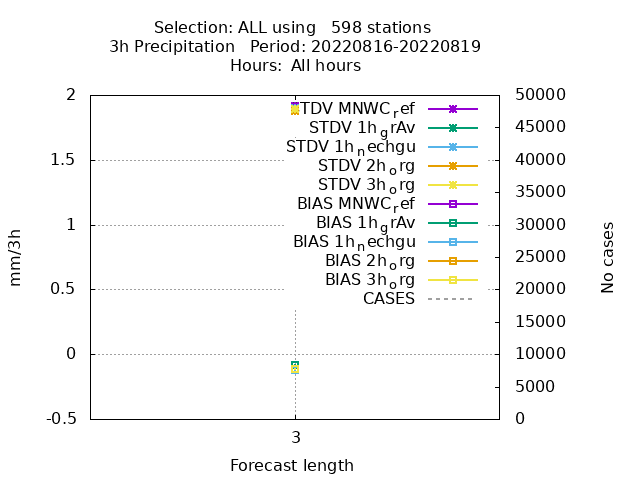 Selection: ALL using   598 stations
3h Precipitation   Period: 20220816-20220819
Hours:  All hours
2
1.5
1
0.5
0
-0.5
mm/3h
50000
45000
40000
35000
30000
25000
20000
15000
10000
5000
0
No cases
TDV MNWC_ref
STDV 1h_grAv
STDV 1h_nechgu
STDV 2h_org
STDV 3h_org
BIAS MNWC_ref
BIAS 1h_grAv
BIAS 1h_nechgu
BIAS 2h_org
BIAS 3h_org
CASES
3
Forecast length